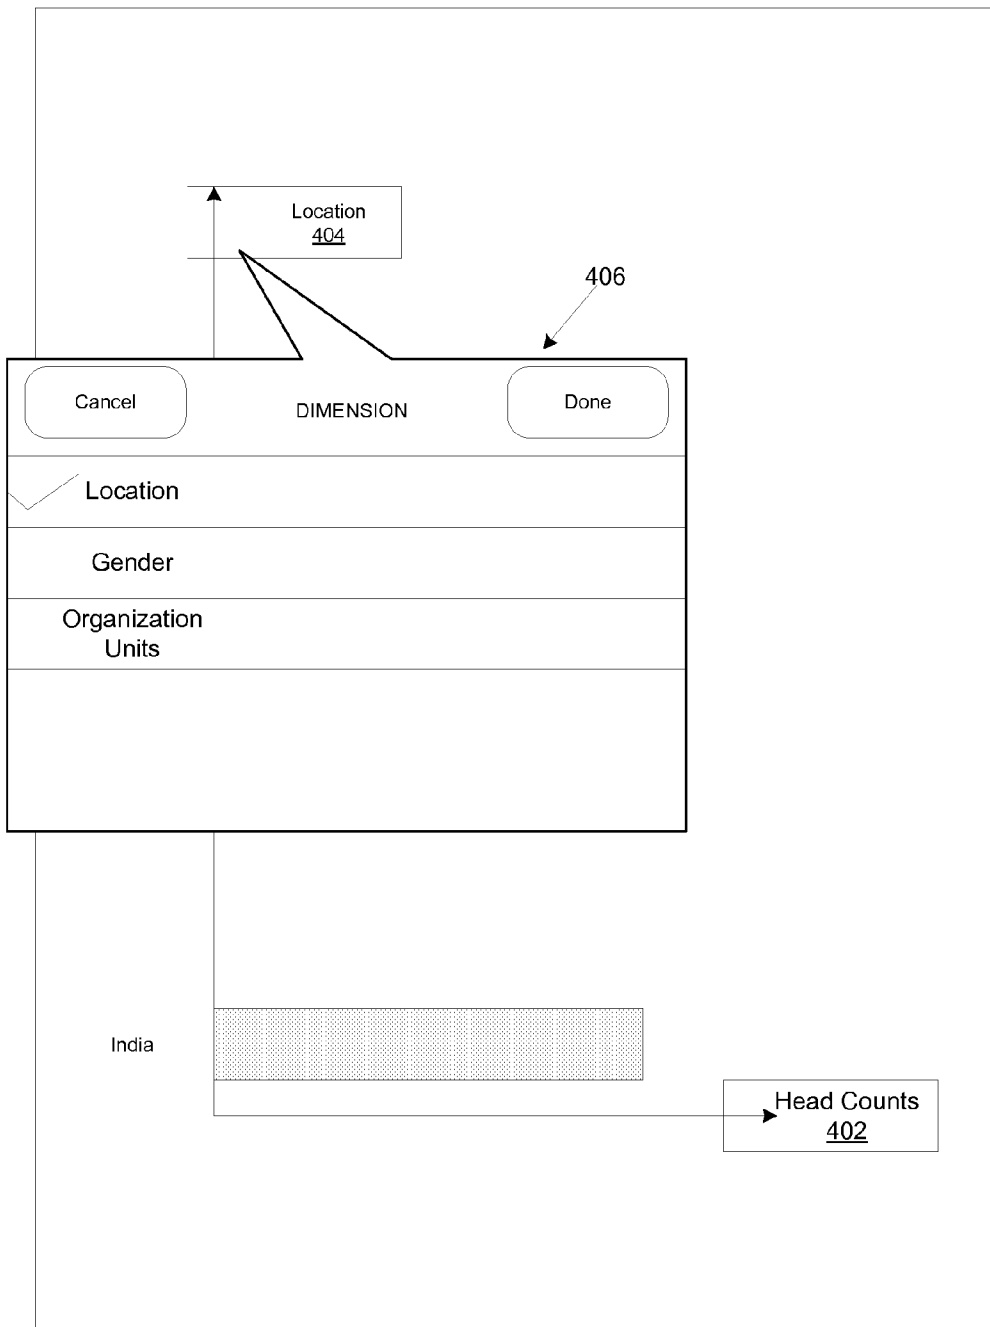 Location
404
406
Cancel
DIMENSION
Done
Location
Gender
Organization
Units
India
Head Counts
402